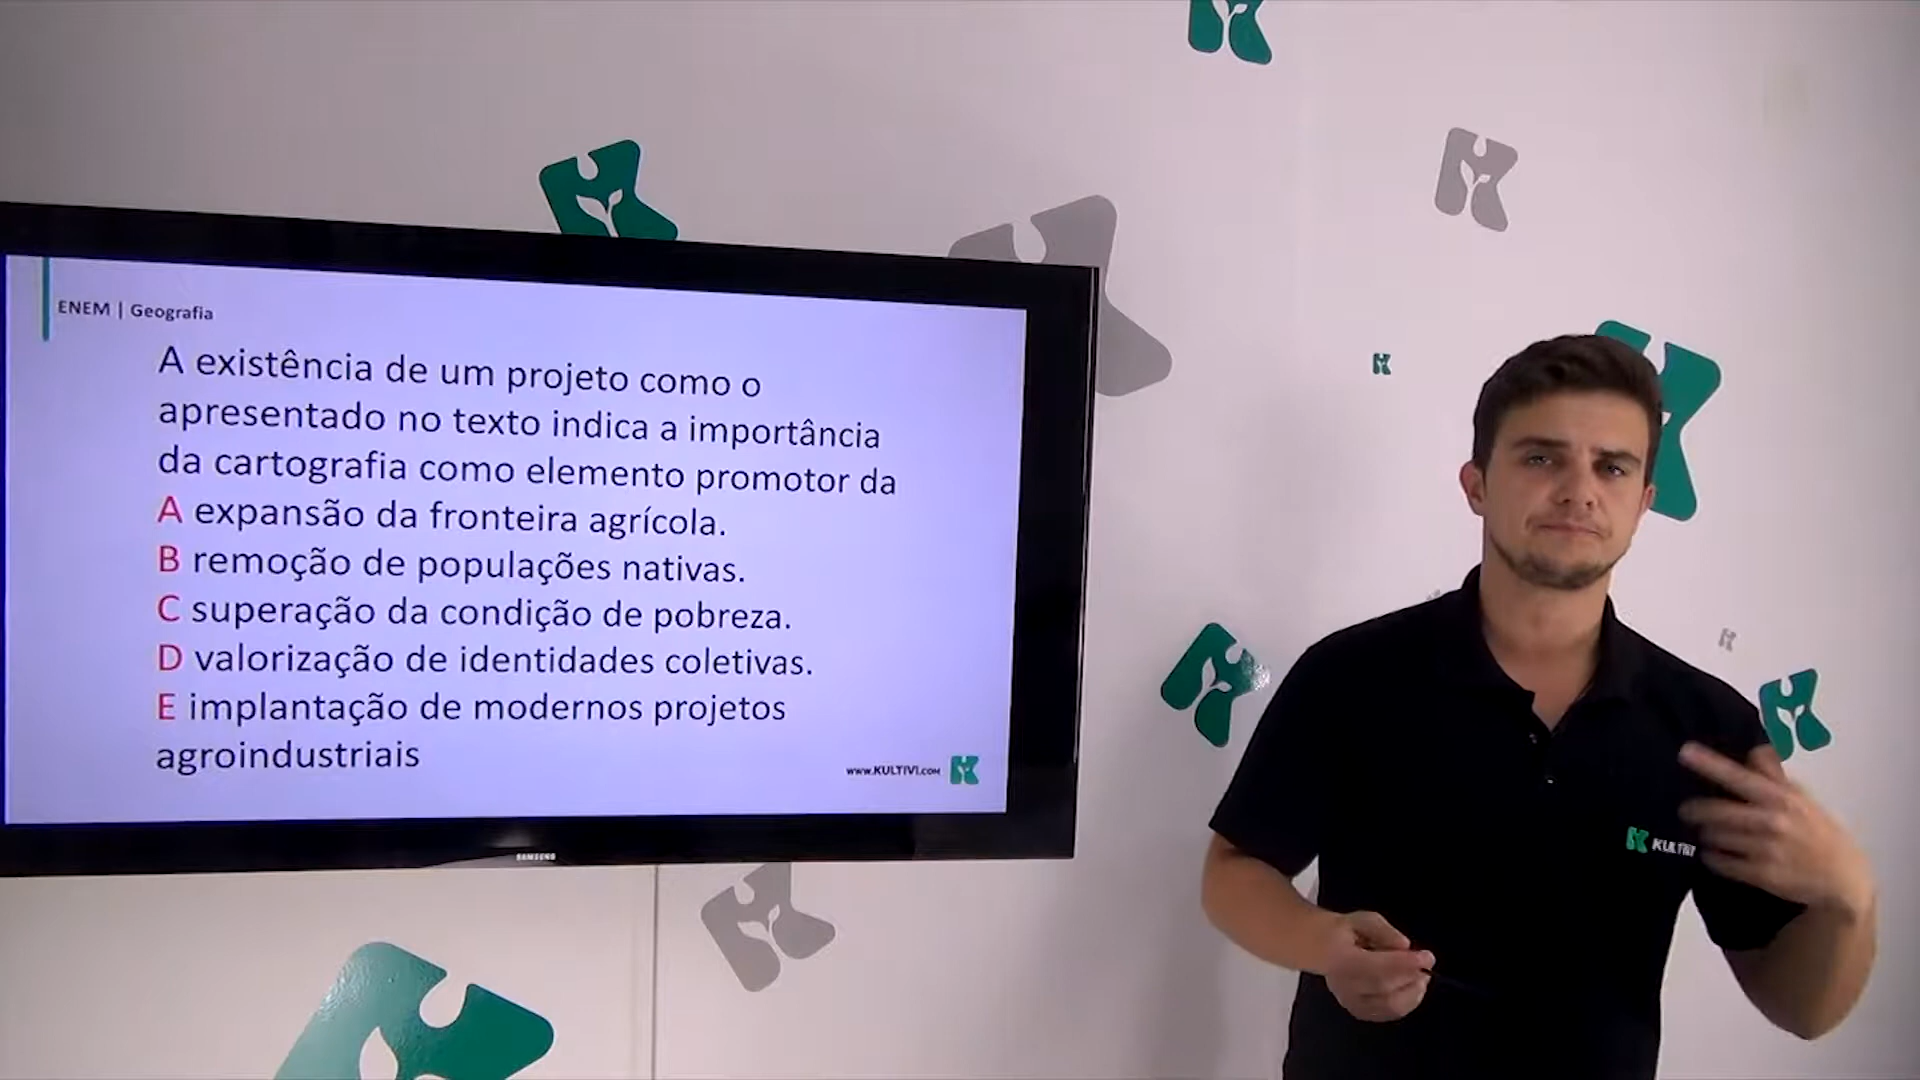 ENEM | Geografia
A existência de um projeto como o
apresentado no texto indica a importância
da cartografia como elemento promotor da
A expansão da fronteira agrícola.
B remoção de populações nativas.
C superação da condição de pobreza.
D valorização de identidades coletivas.
E implantação de modernos projetos
agroindustriais
www.KULTIVI.COM
SAMSUNG
KULTIVI